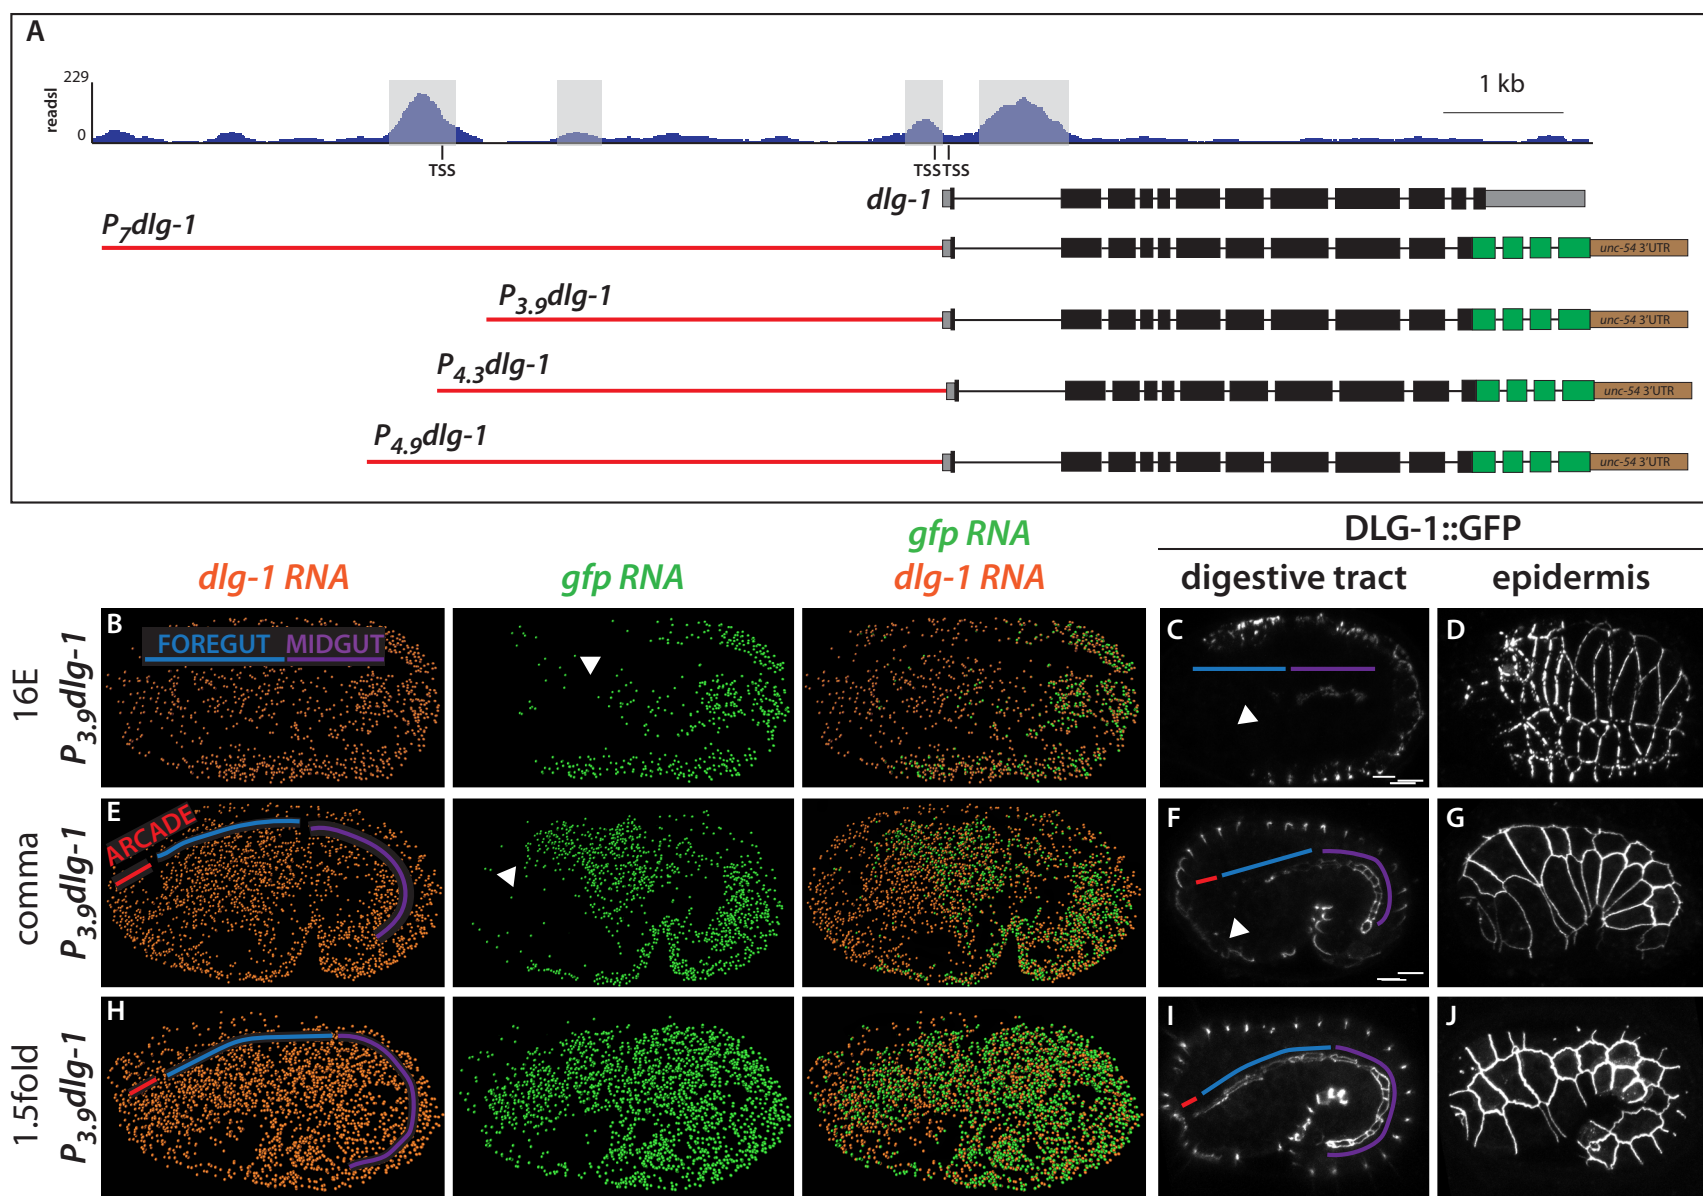 A
229
readsl
0
1 kb
TSS
TSS TSS
dlg-1
P7dlg-1
unc-54 3'UTR
P3.9dlg-1
unc-54 3'UTR
P4.3dlg-1
unc-54 3'UTR
P4.9dlg-1
unc-54 3'UTR
dlg-1 RNA
gfp RNA
gfp RNA
dlg-1 RNA
DLG-1::GFP
digestive tract
epidermis
16E
P3.9dlg-1
B
FOREGUT MIDGUT
C
D
comma
P3.9dlg-1
E
ARCADE
F
G
1.5fold
P3.9dlg-1
H
I
J